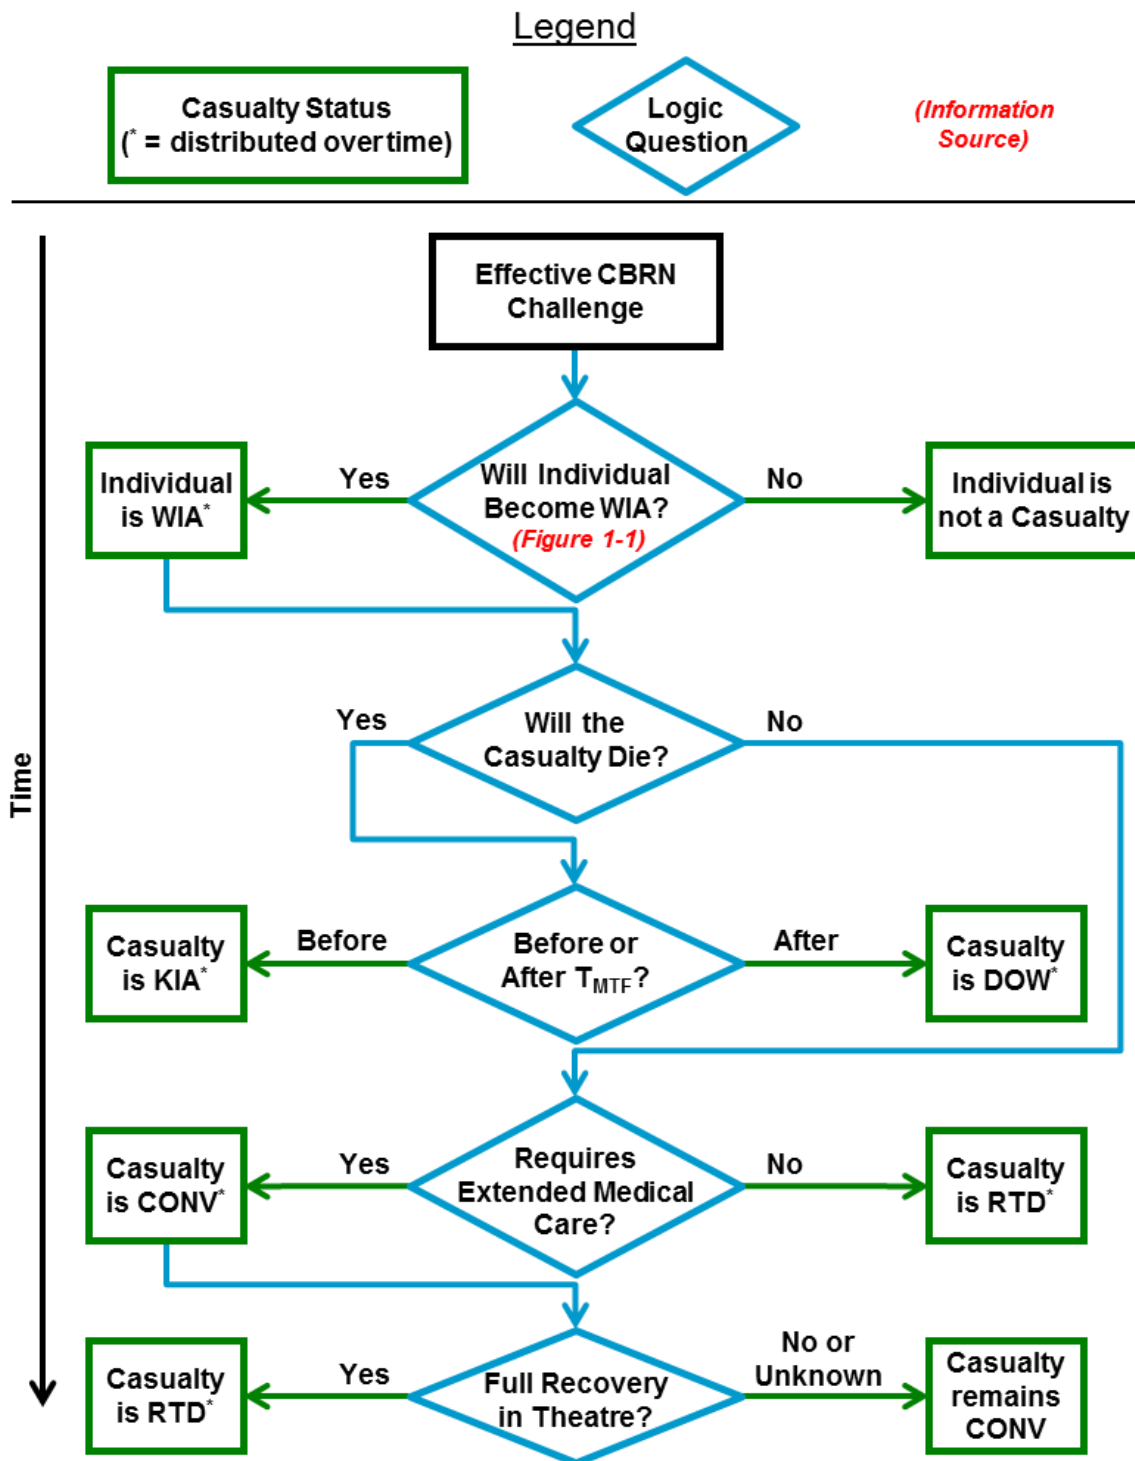 Legend
Casualty Status
(* = distributed overtime)
Logic
Question
(Information
Source)
Time
Effective CBRN
Challenge
Will Individual
Become WIA?
(Figure 1-1)
Yes
No
Individual
is WIA*
Individual is
not a Casualty
Will the
Casualty Die?
Yes
No
Before or
After TMTF?
Before
After
Casualty
is KIA*
Casualty
is DOW*
Requires
Extended Medical
Care?
Yes
No
Casualty
is CONV*
Casualty
is RTD*
Full Recovery
in Theatre?
Yes
No or
Unknown
Casualty
is RTD*
Casualty
remains
CONV